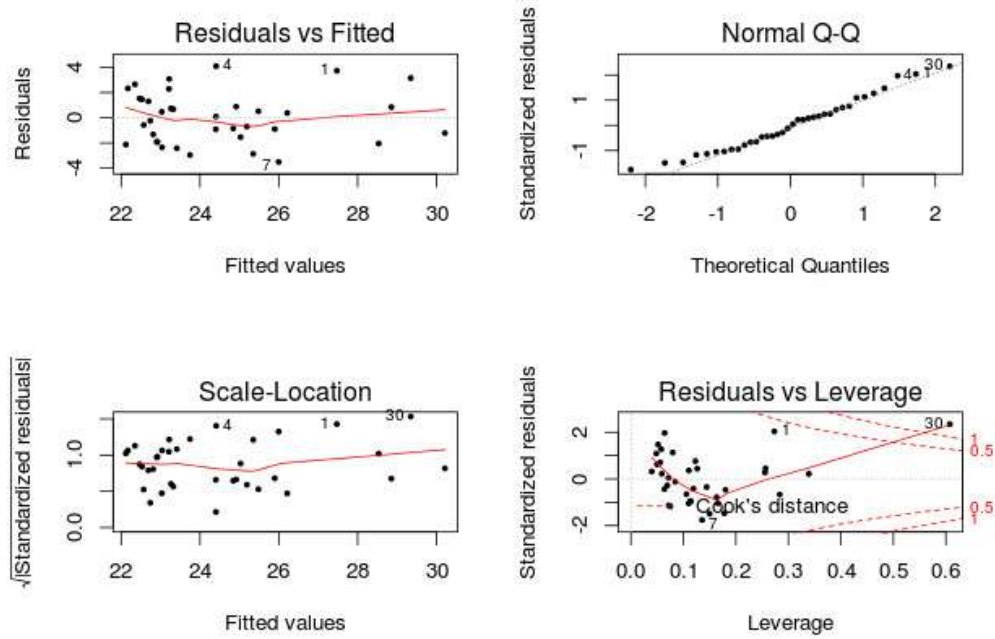 Residuals vs Fitted
Residuals
4
0
-4
4
1
7
22 24 26 28 30
Fitted values
Normal Q-Q
Standardized residuals
1
-1
4 1
30
-2 -1 0 1 2
Theoretical Quantiles
Scale-Location
√|Standardized residuals|
1.0
0.0
4
1
30
22 24 26 28 30
Fitted values
Residuals vs Leverage
Standardized residuals
2
0
-2
30
1
7
Cook's distance
1
0.5
0.5
1
0.0 0.1 0.2 0.3 0.4 0.5 0.6
Leverage